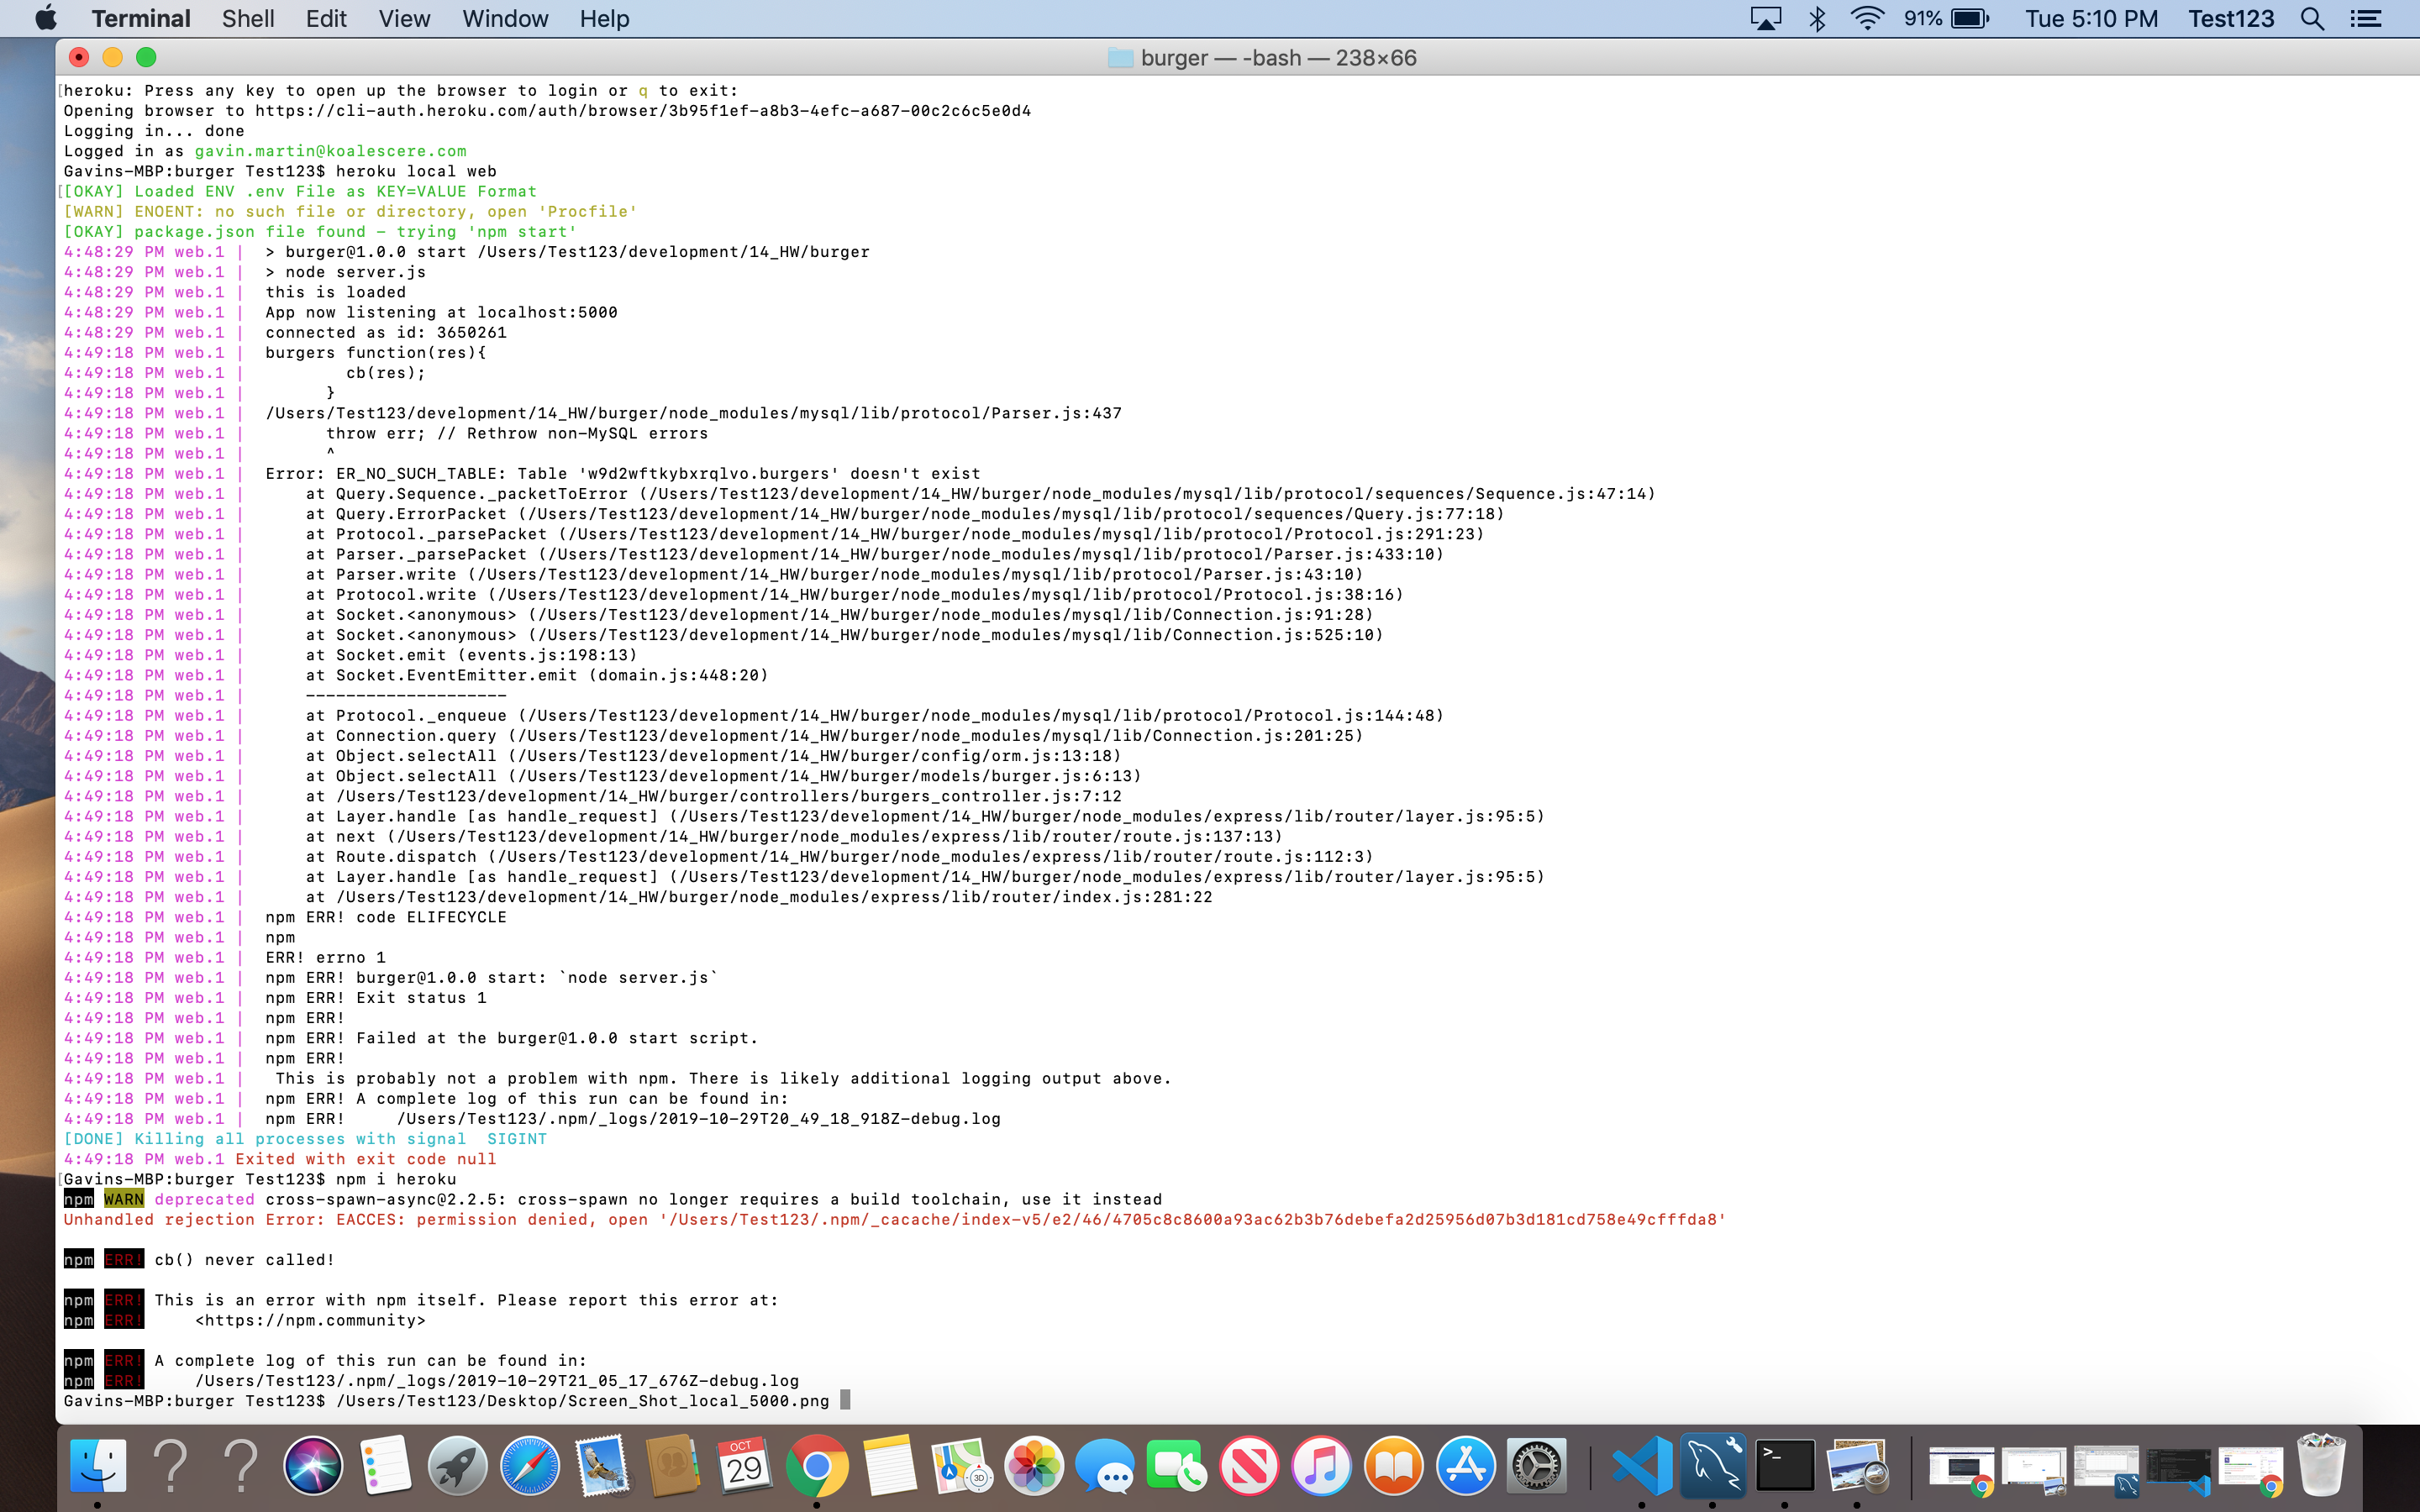 Terminal Shell Edit View Window Help 91% Tue 5:10 PM Test123
burger — -bash — 238×66
heroku: Press any key to open up the browser to login or q to exit:
Opening browser to https://cli-auth.heroku.com/auth/browser/3b95f1ef-a8b3-4efc-a687-00c2c6c5e0d4
Logging in... done
Logged in as gavin.martin@koalescere.com
Gavins-MBP:burger Test123$ heroku local web
[OKAY] Loaded ENV .env File as KEY=VALUE Format
[WARN] ENOENT: no such file or directory, open 'Procfile'
[OKAY] package.json file found - trying 'npm start'
4:48:29 PM web.1 | > burger@1.0.0 start /Users/Test123/development/14_HW/burger
4:48:29 PM web.1 | > node server.js
4:48:29 PM web.1 | this is loaded
4:48:29 PM web.1 | App now listening at localhost:5000
4:48:29 PM web.1 | connected as id: 3650261
4:49:18 PM web.1 | burgers function(res){
4:49:18 PM web.1 | cb(res);
4:49:18 PM web.1 | }
4:49:18 PM web.1 | /Users/Test123/development/14_HW/burger/node_modules/mysql/lib/protocol/Parser.js:437
4:49:18 PM web.1 | throw err; // Rethrow non-MySQL errors
4:49:18 PM web.1 | ^
4:49:18 PM web.1 | Error: ER_NO_SUCH_TABLE: Table 'w9d2wftkybxrqlvo.burgers' doesn't exist
4:49:18 PM web.1 | at Query.Sequence._packetToError (/Users/Test123/development/14_HW/burger/node_modules/mysql/lib/protocol/sequences/Sequence.js:47:14)
4:49:18 PM web.1 | at Query.ErrorPacket (/Users/Test123/development/14_HW/burger/node_modules/mysql/lib/protocol/sequences/Query.js:77:18)
4:49:18 PM web.1 | at Protocol._parsePacket (/Users/Test123/development/14_HW/burger/node_modules/mysql/lib/protocol/Protocol.js:291:23)
4:49:18 PM web.1 | at Parser._parsePacket (/Users/Test123/development/14_HW/burger/node_modules/mysql/lib/protocol/Parser.js:433:10)
4:49:18 PM web.1 | at Parser.write (/Users/Test123/development/14_HW/burger/node_modules/mysql/lib/protocol/Parser.js:43:10)
4:49:18 PM web.1 | at Protocol.write (/Users/Test123/development/14_HW/burger/node_modules/mysql/lib/protocol/Protocol.js:38:16)
4:49:18 PM web.1 | at Socket.<anonymous> (/Users/Test123/development/14_HW/burger/node_modules/mysql/lib/Connection.js:91:28)
4:49:18 PM web.1 | at Socket.<anonymous> (/Users/Test123/development/14_HW/burger/node_modules/mysql/lib/Connection.js:525:10)
4:49:18 PM web.1 | at Socket.emit (events.js:198:13)
4:49:18 PM web.1 | at Socket.EventEmitter.emit (domain.js:448:20)
4:49:18 PM web.1 | --------------------
4:49:18 PM web.1 | at Protocol._enqueue (/Users/Test123/development/14_HW/burger/node_modules/mysql/lib/protocol/Protocol.js:144:48)
4:49:18 PM web.1 | at Connection.query (/Users/Test123/development/14_HW/burger/node_modules/mysql/lib/Connection.js:201:25)
4:49:18 PM web.1 | at Object.selectAll (/Users/Test123/development/14_HW/burger/config/orm.js:13:18)
4:49:18 PM web.1 | at Object.selectAll (/Users/Test123/development/14_HW/burger/models/burger.js:6:13)
4:49:18 PM web.1 | at /Users/Test123/development/14_HW/burger/controllers/burgers_controller.js:7:12
4:49:18 PM web.1 | at Layer.handle [as handle_request] (/Users/Test123/development/14_HW/burger/node_modules/express/lib/router/layer.js:95:5)
4:49:18 PM web.1 | at next (/Users/Test123/development/14_HW/burger/node_modules/express/lib/router/route.js:137:13)
4:49:18 PM web.1 | at Route.dispatch (/Users/Test123/development/14_HW/burger/node_modules/express/lib/router/route.js:112:3)
4:49:18 PM web.1 | at Layer.handle [as handle_request] (/Users/Test123/development/14_HW/burger/node_modules/express/lib/router/layer.js:95:5)
4:49:18 PM web.1 | at /Users/Test123/development/14_HW/burger/node_modules/express/lib/router/index.js:281:22
4:49:18 PM web.1 | npm ERR! code ELIFECYCLE
4:49:18 PM web.1 | npm
4:49:18 PM web.1 | ERR! errno 1
4:49:18 PM web.1 | npm ERR! burger@1.0.0 start: `node server.js`
4:49:18 PM web.1 | npm ERR! Exit status 1
4:49:18 PM web.1 | npm ERR!
4:49:18 PM web.1 | npm ERR! Failed at the burger@1.0.0 start script.
4:49:18 PM web.1 | npm ERR!
4:49:18 PM web.1 | This is probably not a problem with npm. There is likely additional logging output above.
4:49:18 PM web.1 | npm ERR! A complete log of this run can be found in:
4:49:18 PM web.1 | npm ERR! /Users/Test123/.npm/_logs/2019-10-29T20_49_18_918Z-debug.log
[DONE] Killing all processes with signal SIGINT
4:49:18 PM web.1 Exited with exit code null
Gavins-MBP:burger Test123$ npm i heroku
npm WARN deprecated cross-spawn-async@2.2.5: cross-spawn no longer requires a build toolchain, use it instead
Unhandled rejection Error: EACCES: permission denied, open '/Users/Test123/.npm/_cacache/index-v5/e2/46/4705c8c8600a93ac62b3b76debefa2d25956d07b3d181cd758e49cfffda8'
npm ERR! cb() never called!
npm ERR! This is an error with npm itself. Please report this error at:
npm ERR! <https://npm.community>
npm ERR! A complete log of this run can be found in:
npm ERR! /Users/Test123/.npm/_logs/2019-10-29T21_05_17_676Z-debug.log
Gavins-MBP:burger Test123$ /Users/Test123/Desktop/Screen_Shot_local_5000.png
OCT
29
3D